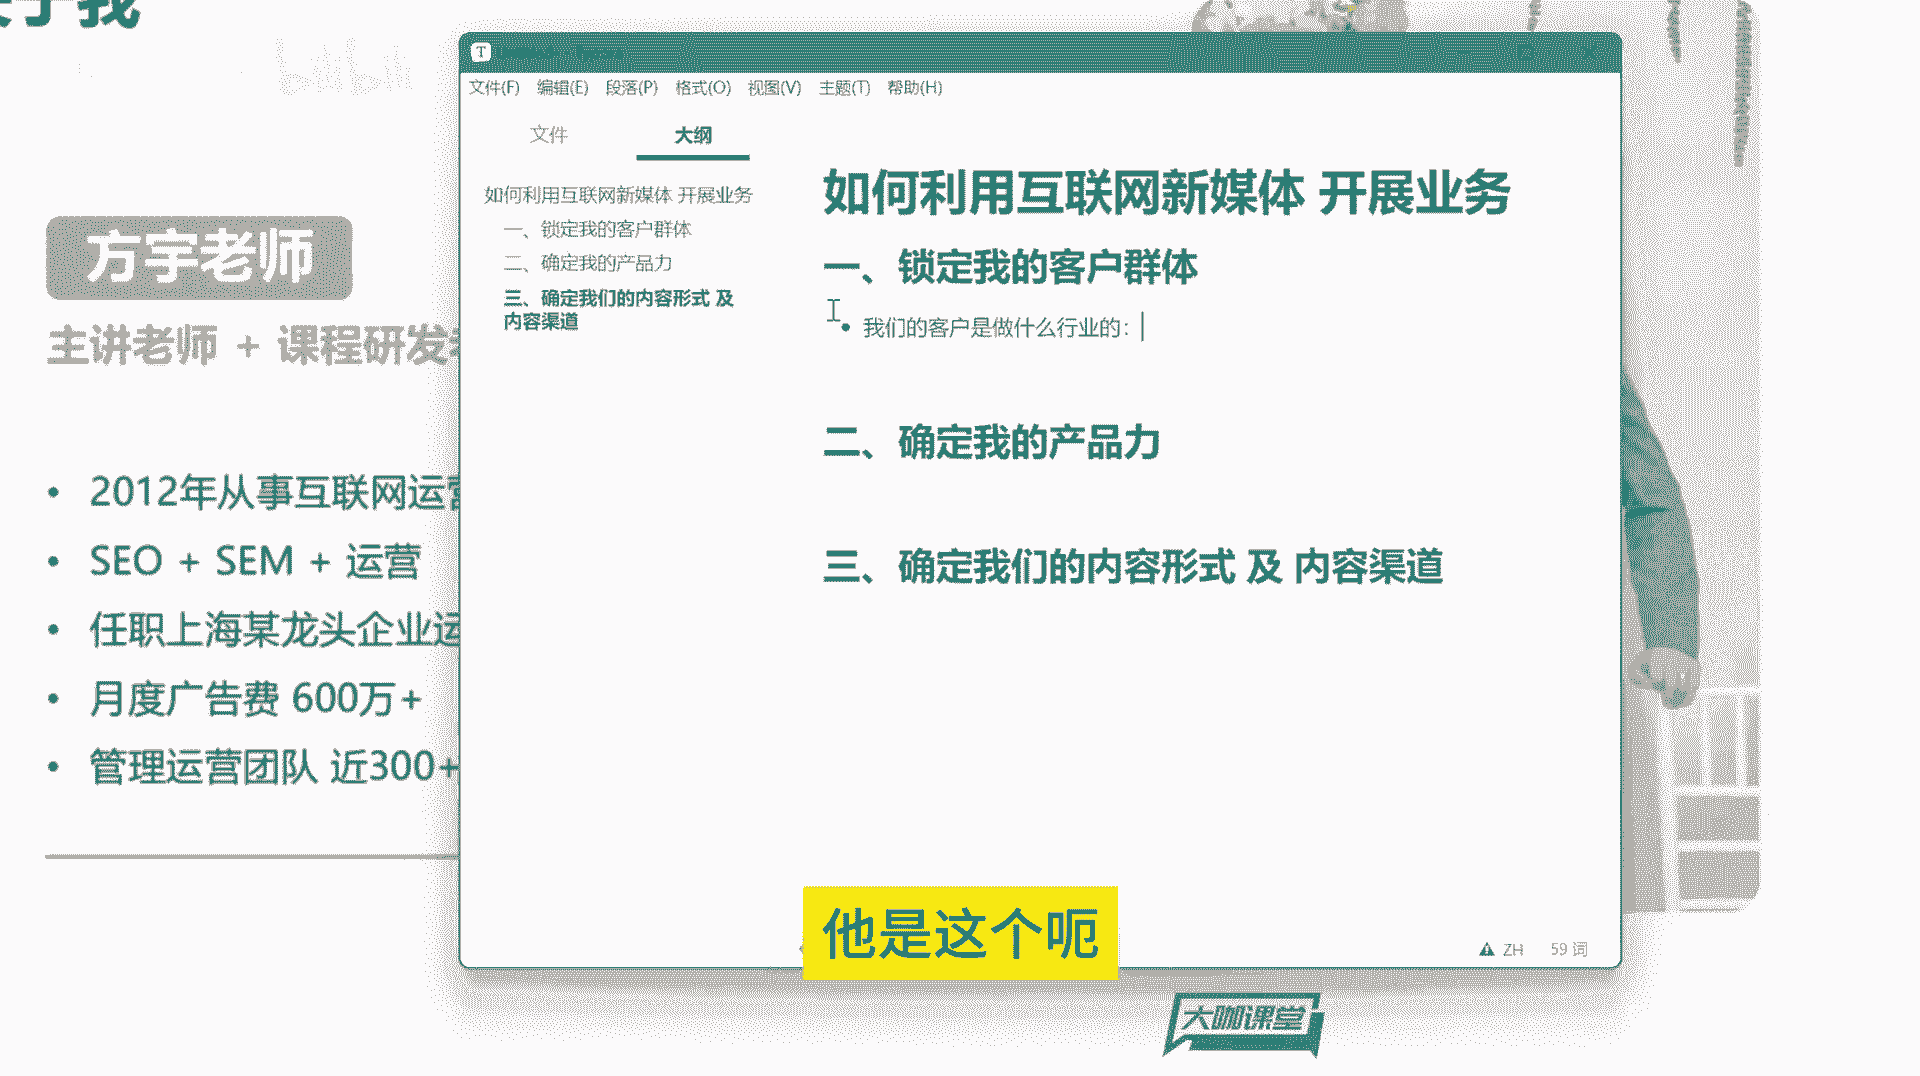 于我
bilibili
方宇老师
主讲老师 + 课程研发
2012年从事互联网运营
SEO + SEM + 运营
任职上海某龙头企业运
月度广告费 600万+
管理运营团队 近300+
T
文件(F) 编辑(E) 段落(P) 格式(O) 视图(V) 主题(T) 帮助(H)
文件 大纲
如何利用互联网新媒体 开展业务
一、锁定我的客户群体
二、确定我的产品力
三、确定我们的内容形式 及
内容渠道
如何利用互联网新媒体 开展业务
一、锁定我的客户群体
我们的客户是做什么行业的：
二、确定我的产品力
三、确定我们的内容形式 及 内容渠道
他是这个呃
ZH 59 词
大咖课堂